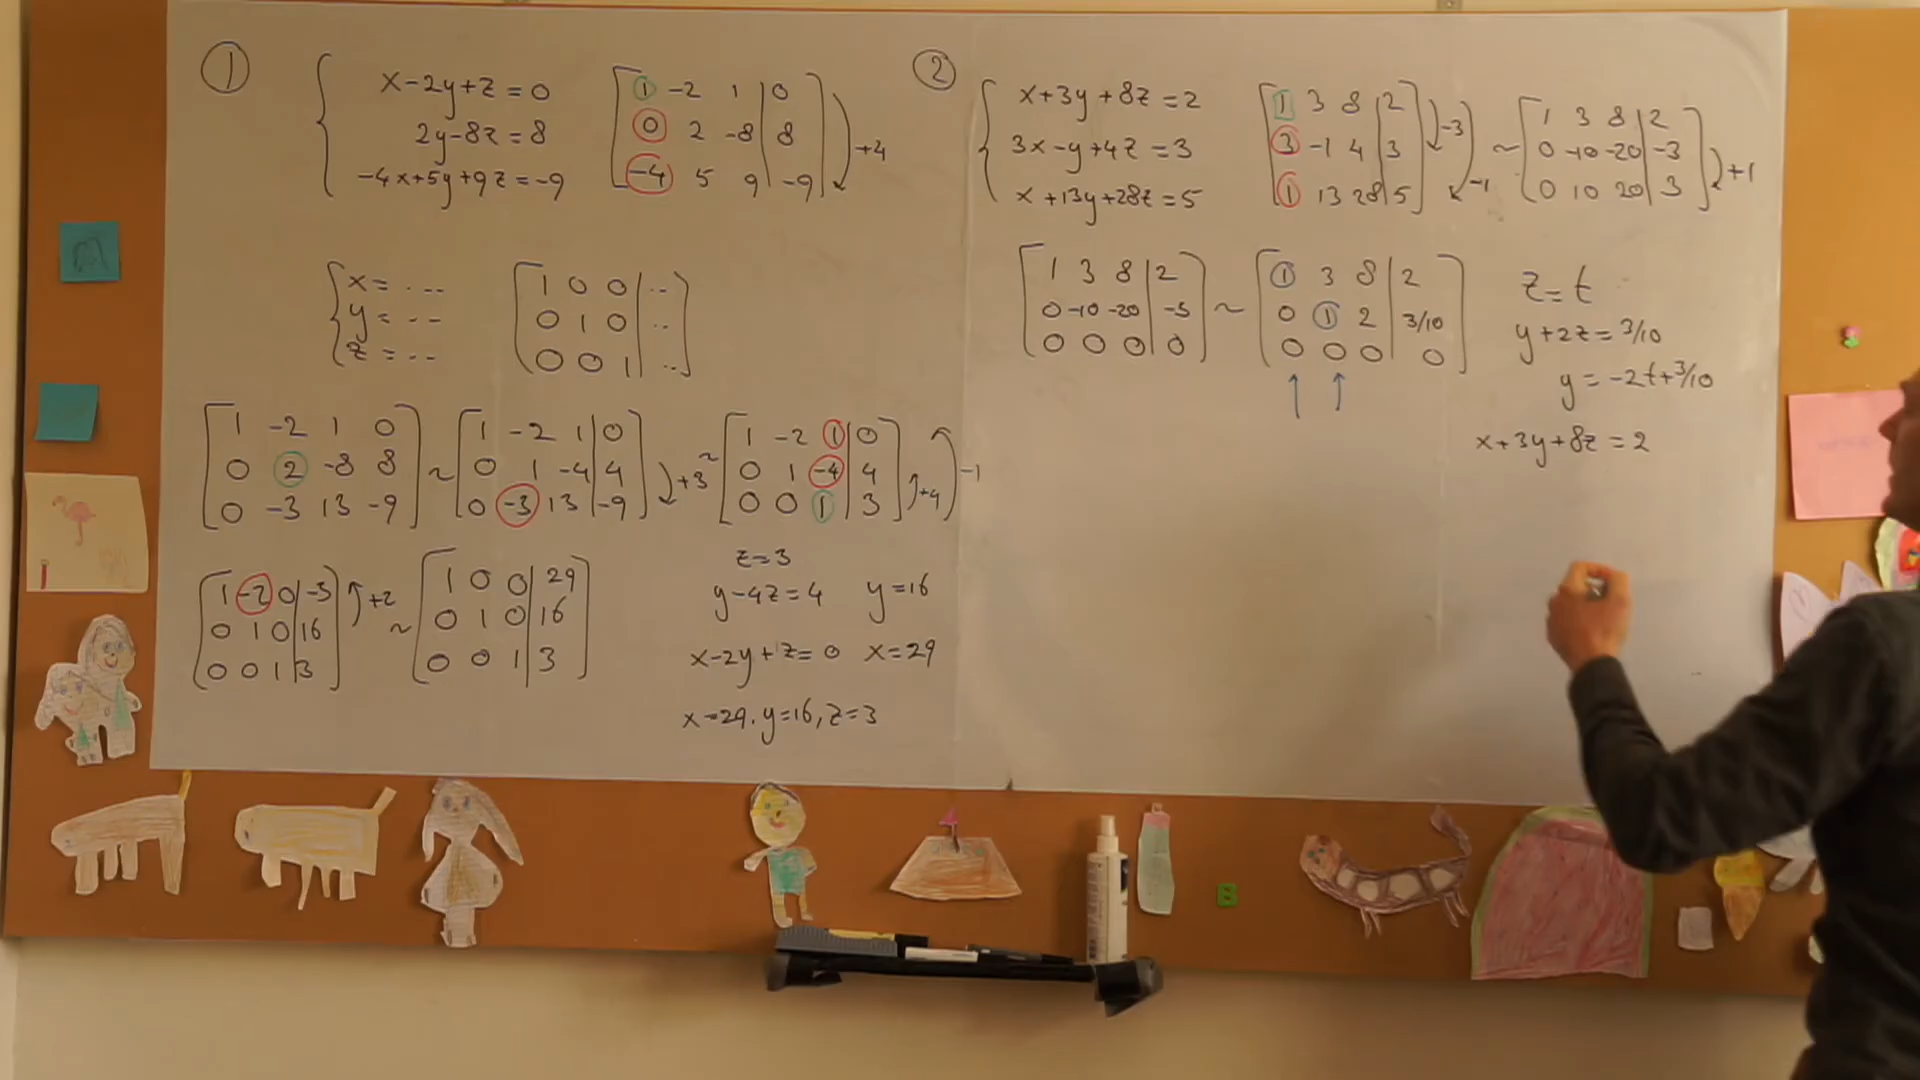 ①
x-2y+z=0
2y-8z=8
-4x+5y+9z=-9
1 -2 1 | 0
0 2 -8 | 8
-4 5 9 | -9
+4
x= ...
y= ...
z= ...
1 0 0 | ..
0 1 0 | ..
0 0 1 | ..
1 -2 1 0
0 2 -8 8
0 -3 13 -9
~
1 -2 1 | 0
0 1 -4 | 4
0 -3 13 | -9
+3
~
1 -2 1 | 0
0 1 -4 | 4
0 0 1 | 3
+4
-1
1 -2 0 | -3
0 1 0 | 16
0 0 1 | 3
+2
~
1 0 0 | 29
0 1 0 | 16
0 0 1 | 3
z=3
y-4z=4 y=16
x-2y+z=0 x=29
x=29, y=16, z=3
②
x+3y+8z=2
3x-y+4z=3
x+13y+28z=5
1 3 8 | 2
3 -1 4 | 3
1 13 28 | 5
-3
-1
~
1 3 8 | 2
0 -10 -20 | -3
0 10 20 | 3
+1
1 3 8 | 2
0 -10 -20 | -3
0 0 0 | 0
~
1 3 8 | 2
0 1 2 | 3/10
0 0 0 0
z=t
y+2z=3/10
y=-2t+3/10
x+3y+8z=2